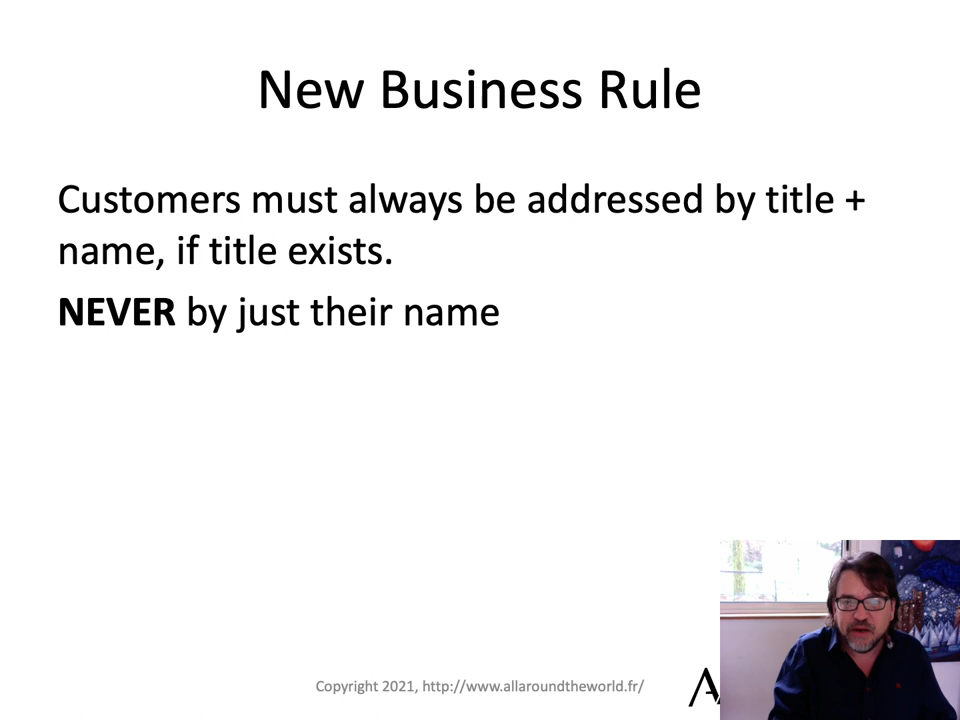 New Business Rule
Customers must always be addressed by title +
name, if title exists.
NEVER by just their name
Copyright 2021, http://www.allaroundtheworld.fr/